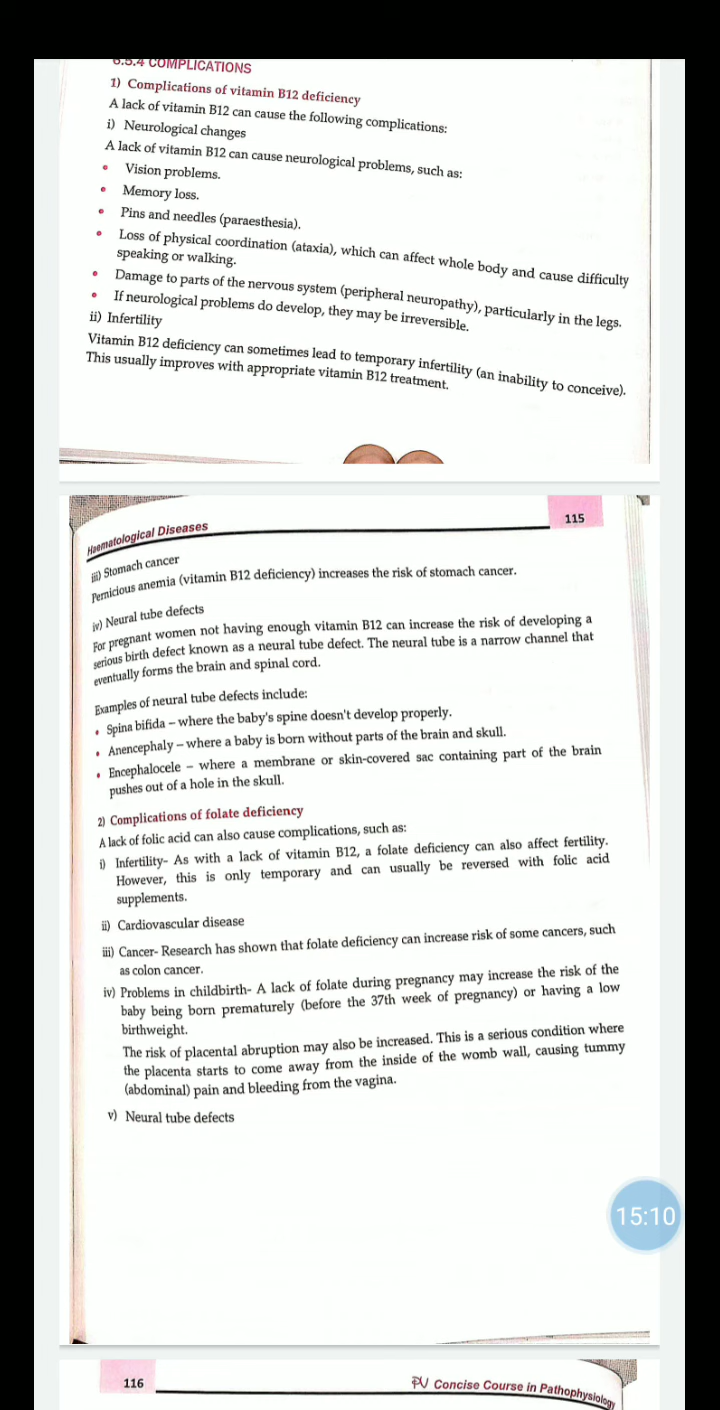 6.5.4 COMPLICATIONS
1) Complications of vitamin B12 deficiency
A lack of vitamin B12 can cause the following complications:
i) Neurological changes
A lack of vitamin B12 can cause neurological problems, such as:
• Vision problems.
• Memory loss.
• Pins and needles (paraesthesia).
• Loss of physical coordination (ataxia), which can affect whole body and cause difficulty
speaking or walking.
• Damage to parts of the nervous system (peripheral neuropathy), particularly in the legs.
• If neurological problems do develop, they may be irreversible.
ii) Infertility
Vitamin B12 deficiency can sometimes lead to temporary infertility (an inability to conceive).
This usually improves with appropriate vitamin B12 treatment.
Haematological Diseases 115
iii) Stomach cancer
Pernicious anemia (vitamin B12 deficiency) increases the risk of stomach cancer.
iv) Neural tube defects
For pregnant women not having enough vitamin B12 can increase the risk of developing a
serious birth defect known as a neural tube defect. The neural tube is a narrow channel that
eventually forms the brain and spinal cord.
Examples of neural tube defects include:
• Spina bifida – where the baby's spine doesn't develop properly.
• Anencephaly – where a baby is born without parts of the brain and skull.
• Encephalocele – where a membrane or skin-covered sac containing part of the brain
pushes out of a hole in the skull.
2) Complications of folate deficiency
A lack of folic acid can also cause complications, such as:
i) Infertility- As with a lack of vitamin B12, a folate deficiency can also affect fertility.
However, this is only temporary and can usually be reversed with folic acid
supplements.
ii) Cardiovascular disease
iii) Cancer- Research has shown that folate deficiency can increase risk of some cancers, such
as colon cancer.
iv) Problems in childbirth- A lack of folate during pregnancy may increase the risk of the
baby being born prematurely (before the 37th week of pregnancy) or having a low
birthweight.
The risk of placental abruption may also be increased. This is a serious condition where
the placenta starts to come away from the inside of the womb wall, causing tummy
(abdominal) pain and bleeding from the vagina.
v) Neural tube defects
15:10
116 PV Concise Course in Pathophysiology